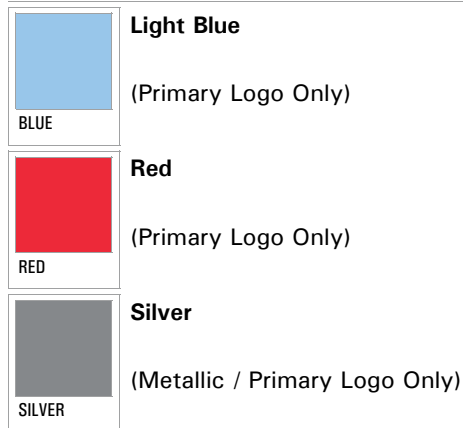 Light Blue
(Primary Logo Only)
BLUE
Red
(Primary Logo Only)
RED
Silver
(Metallic / Primary Logo Only)
SILVER